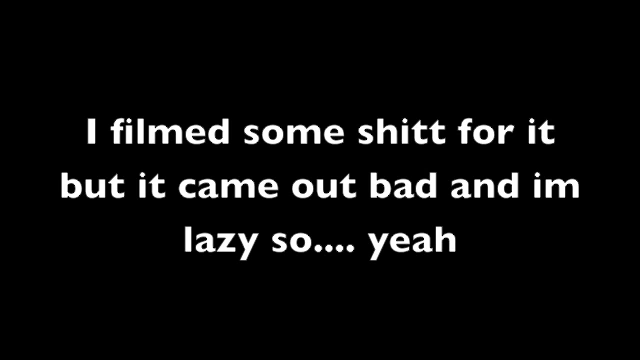 I filmed some shitt for it
but it came out bad and im
lazy so.... yeah